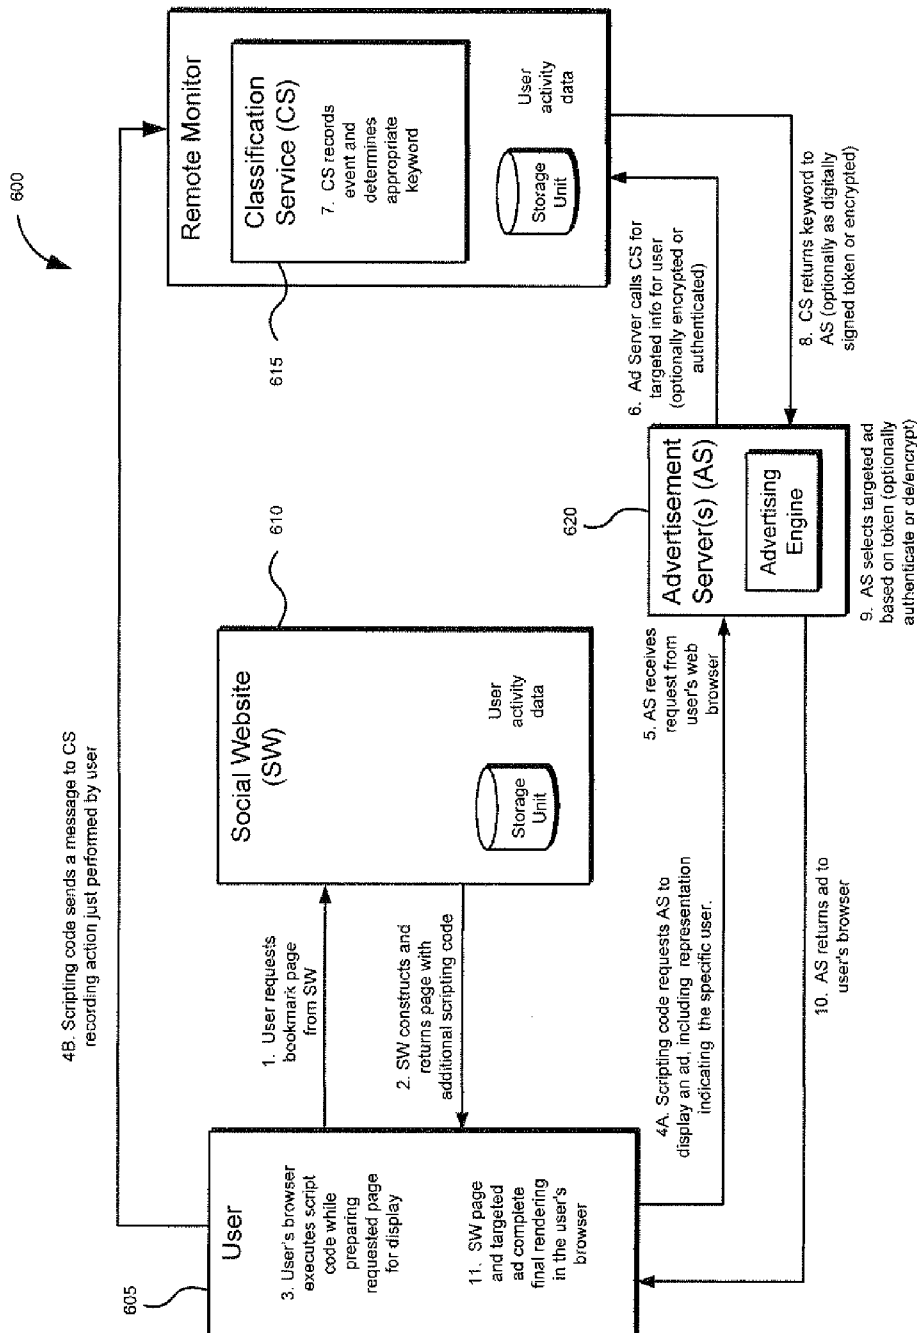 600
4B. Scripting code sends a message to CS
recording action just performed by user
605
User
3. User's browser
executes script
code while
preparing
requested page
for display
11. SW page
and targeted
ad complete
final rendering
in the user's
browser
1. User requests
bookmark page
from SW
2. SW constructs and
returns page with
additional scripting code
610
Social Website
(SW)
Storage
Unit
User
activity
data
Remote Monitor
Classification
Service (CS)
7. CS records
event and
determines
appropriate
keyword
615
Storage
Unit
User
activity
data
4A. Scripting code requests AS to
display an ad, including representation
indicating the specific user.
5. AS receives
request from
user's web
browser
620
Advertisement
Server(s) (AS)
Advertising
Engine
6. Ad Server calls CS for
targeted info for user
(optionally encrypted or
authenticated)
8. CS returns keyword to
AS (optionally as digitally
signed token or encrypted)
9. AS selects targeted ad
based on token (optionally
authenticate or de/encrypt)
10. AS returns ad to
user's browser